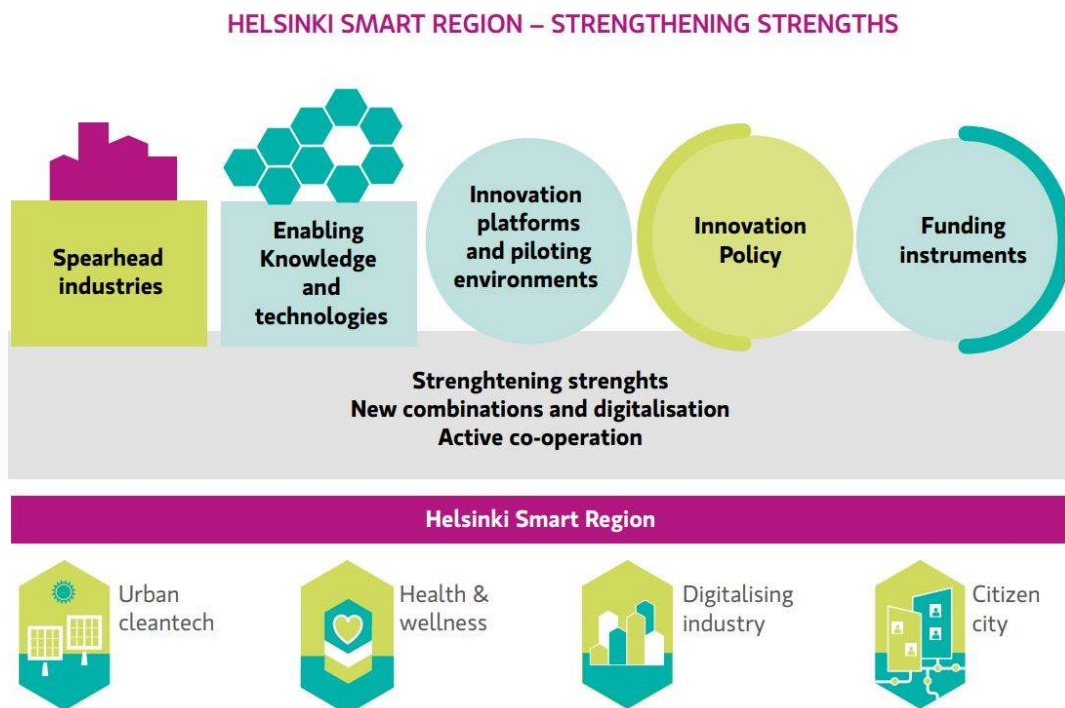 HELSINKI SMART REGION – STRENGTHENING STRENGTHS
Spearhead
industries
Enabling
Knowledge
and
technologies
Innovation
platforms
and piloting
environments
Innovation
Policy
Funding
instruments
Strenghtening strenghts
New combinations and digitalisation
Active co-operation
Helsinki Smart Region
Urban
cleantech
Health &
wellness
Digitalising
industry
Citizen
city